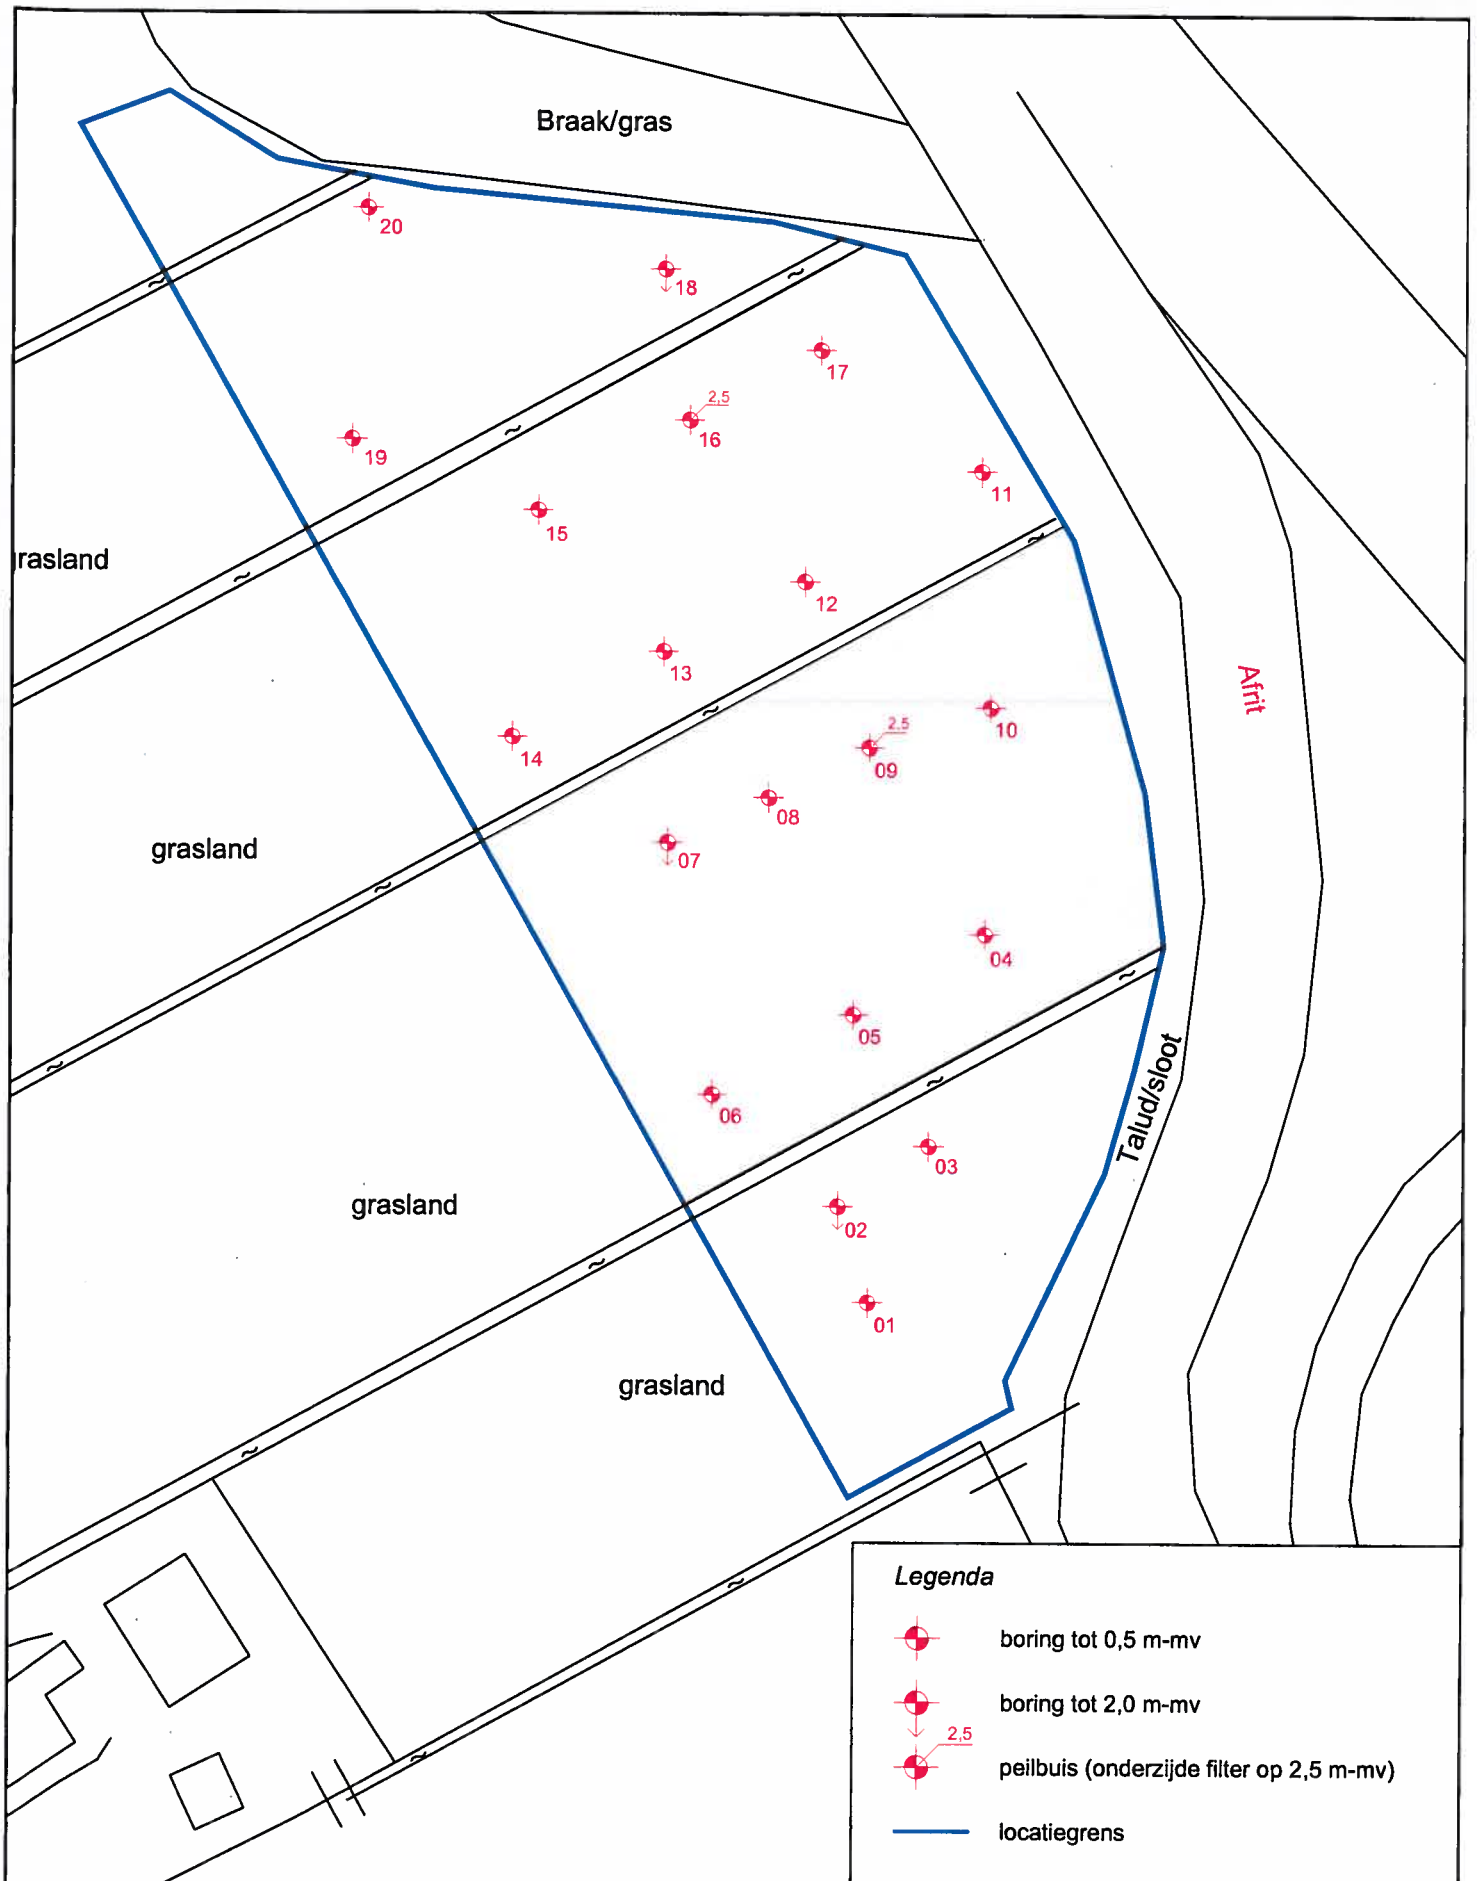 Braak/gras
20
18
17
2,5
16
19
11
15
rasland
12
13
Afrit
10
14
2,5
09
08
grasland
07
04
05
Talud/sloot
06
03
grasland
02
01
grasland
Legenda
boring tot 0,5 m-mv
boring tot 2,0 m-mv
2,5
peilbuis (onderzijde filter op 2,5 m-mv)
locatiegrens